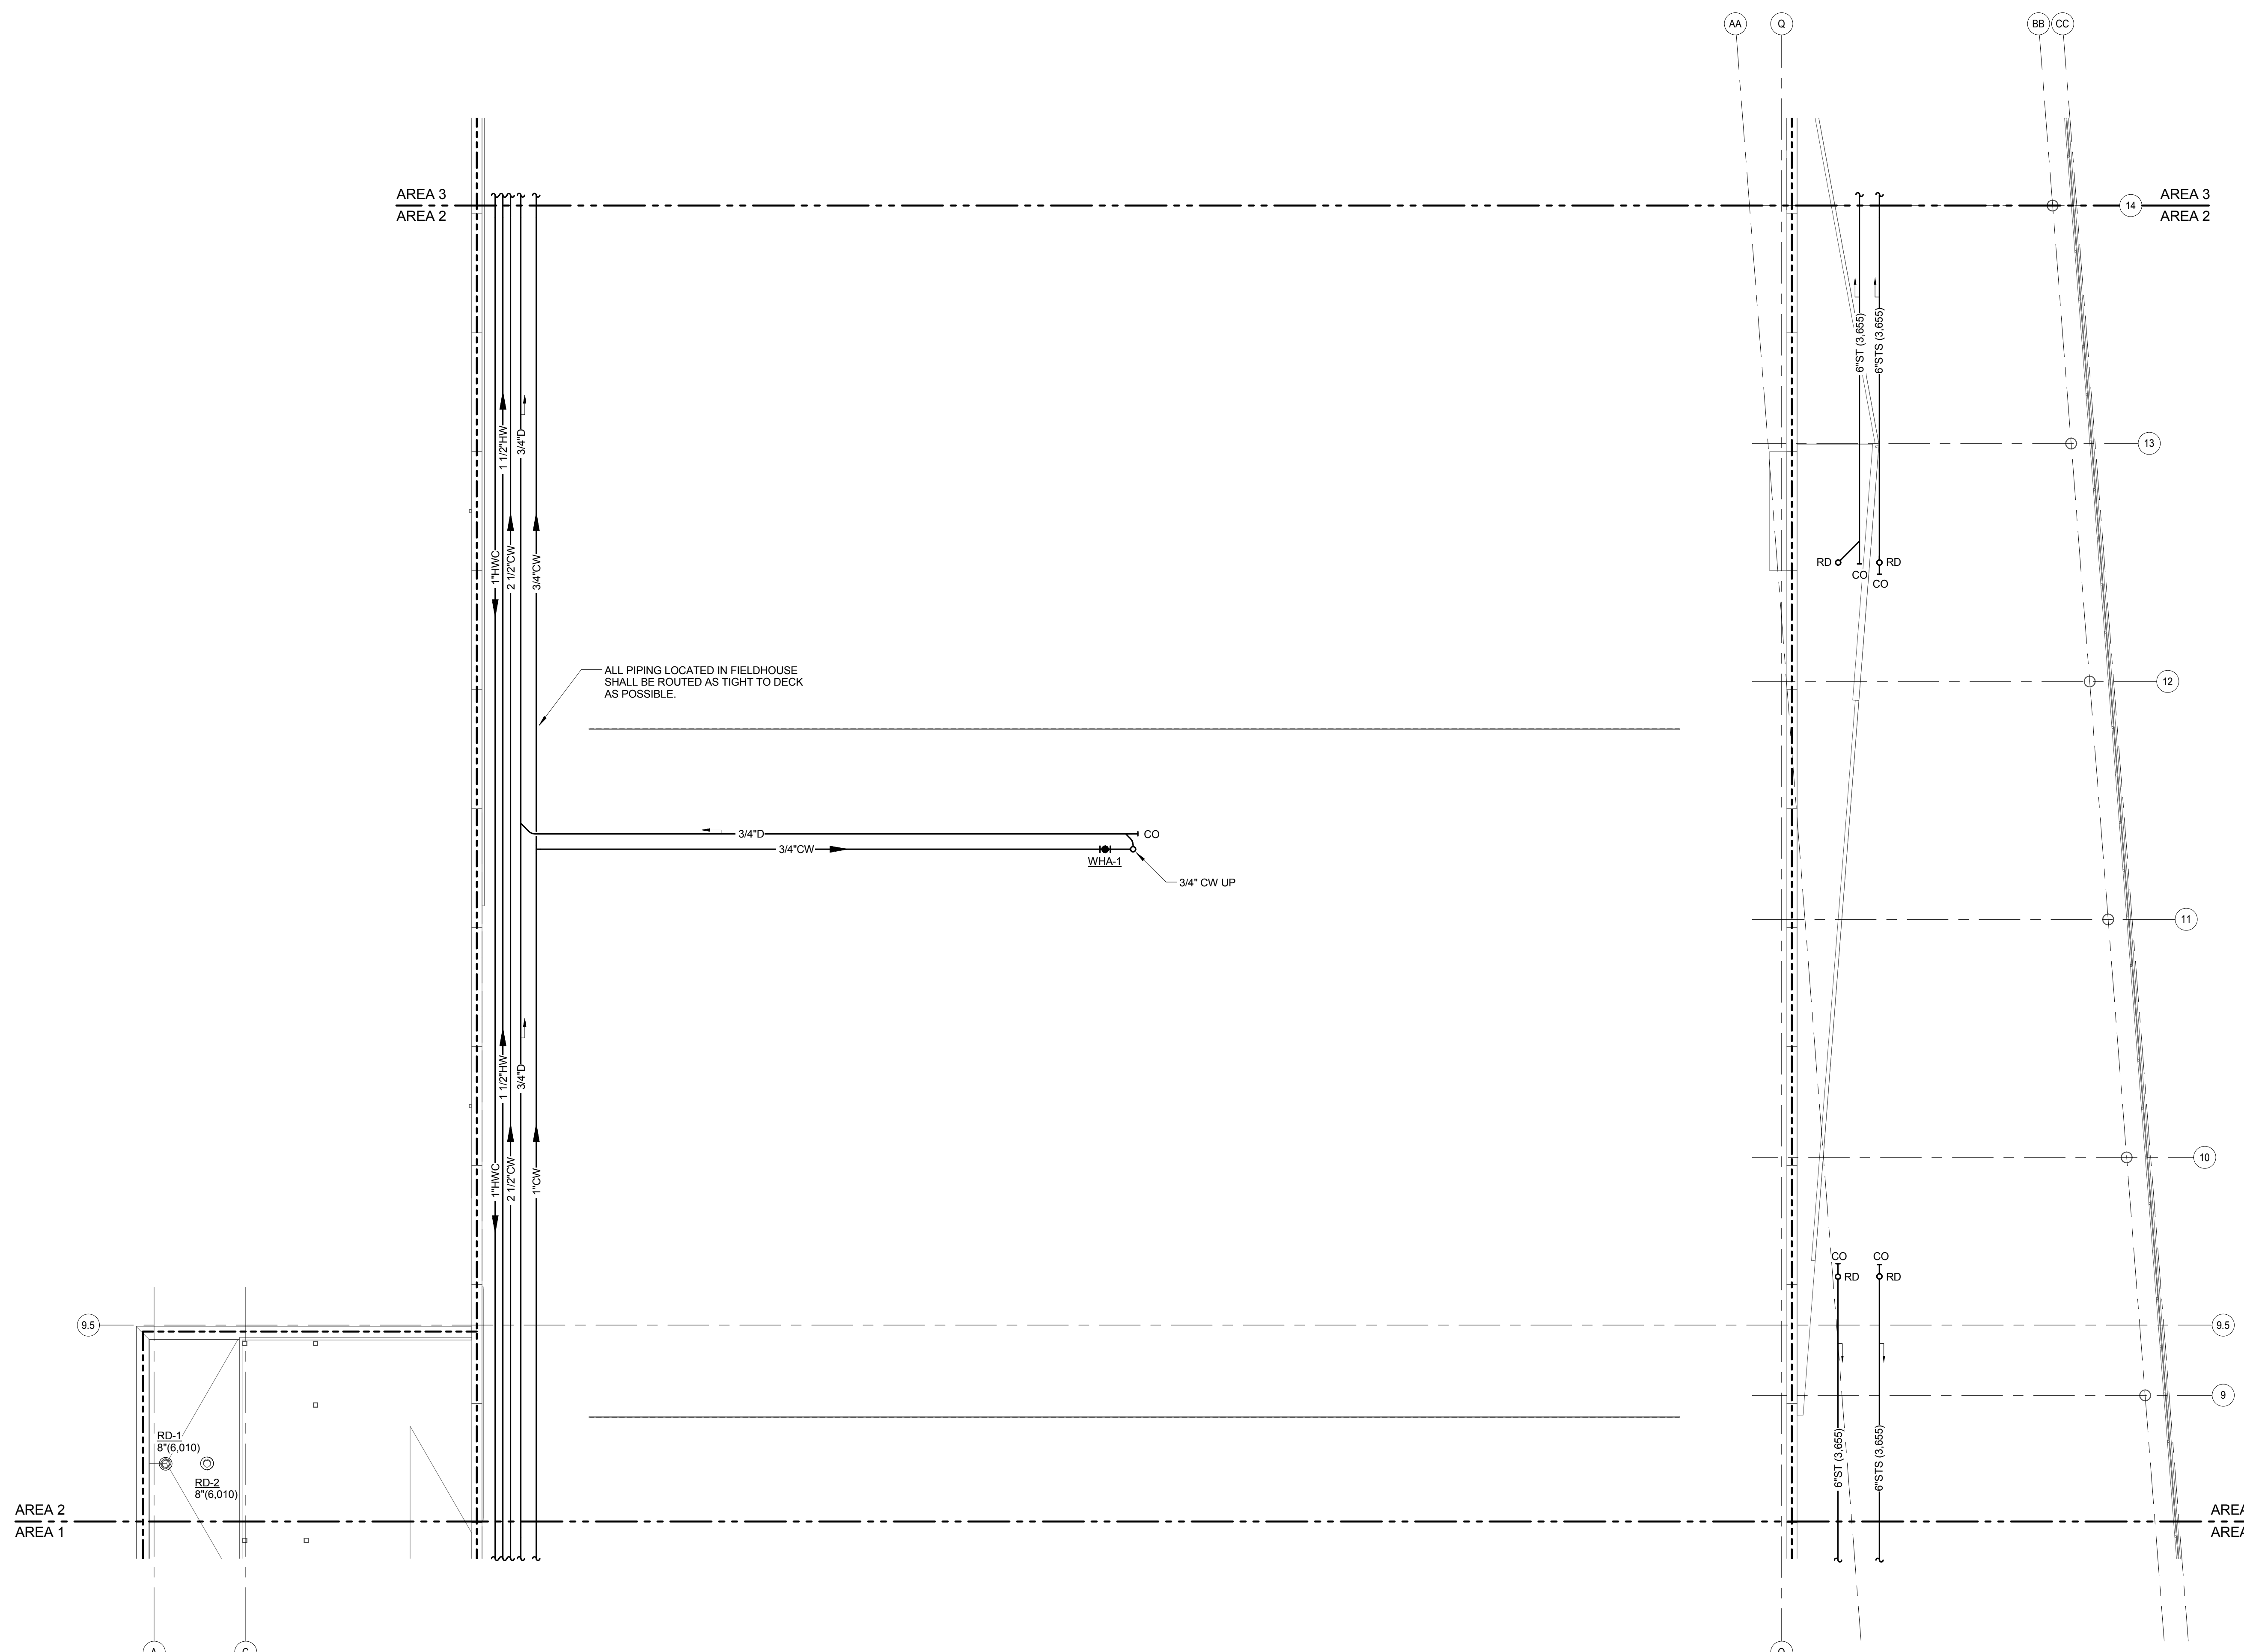 AA
Q
BB
CC
AREA 3
AREA 2
14
AREA 3
AREA 2
6"ST (3,655)
6"STS (3,655)
1 1/2"HW
3/4"D
13
1"HWC
2 1/2"CW
3/4"CW
RD
CO
RD
CO
ALL PIPING LOCATED IN FIELDHOUSE
SHALL BE ROUTED AS TIGHT TO DECK
AS POSSIBLE.
12
3/4"D
CO
3/4"CW
WHA-1
3/4" CW UP
11
1 1/2"HW
3/4"D
1"HWC
2 1/2"CW
1"CW
10
CO
CO
RD
RD
9.5
9.5
9
RD-1
8"(6,010)
RD-2
8"(6,010)
6"ST (3,655)
6"STS (3,655)
AREA 2
AREA 1
AREA
AREA